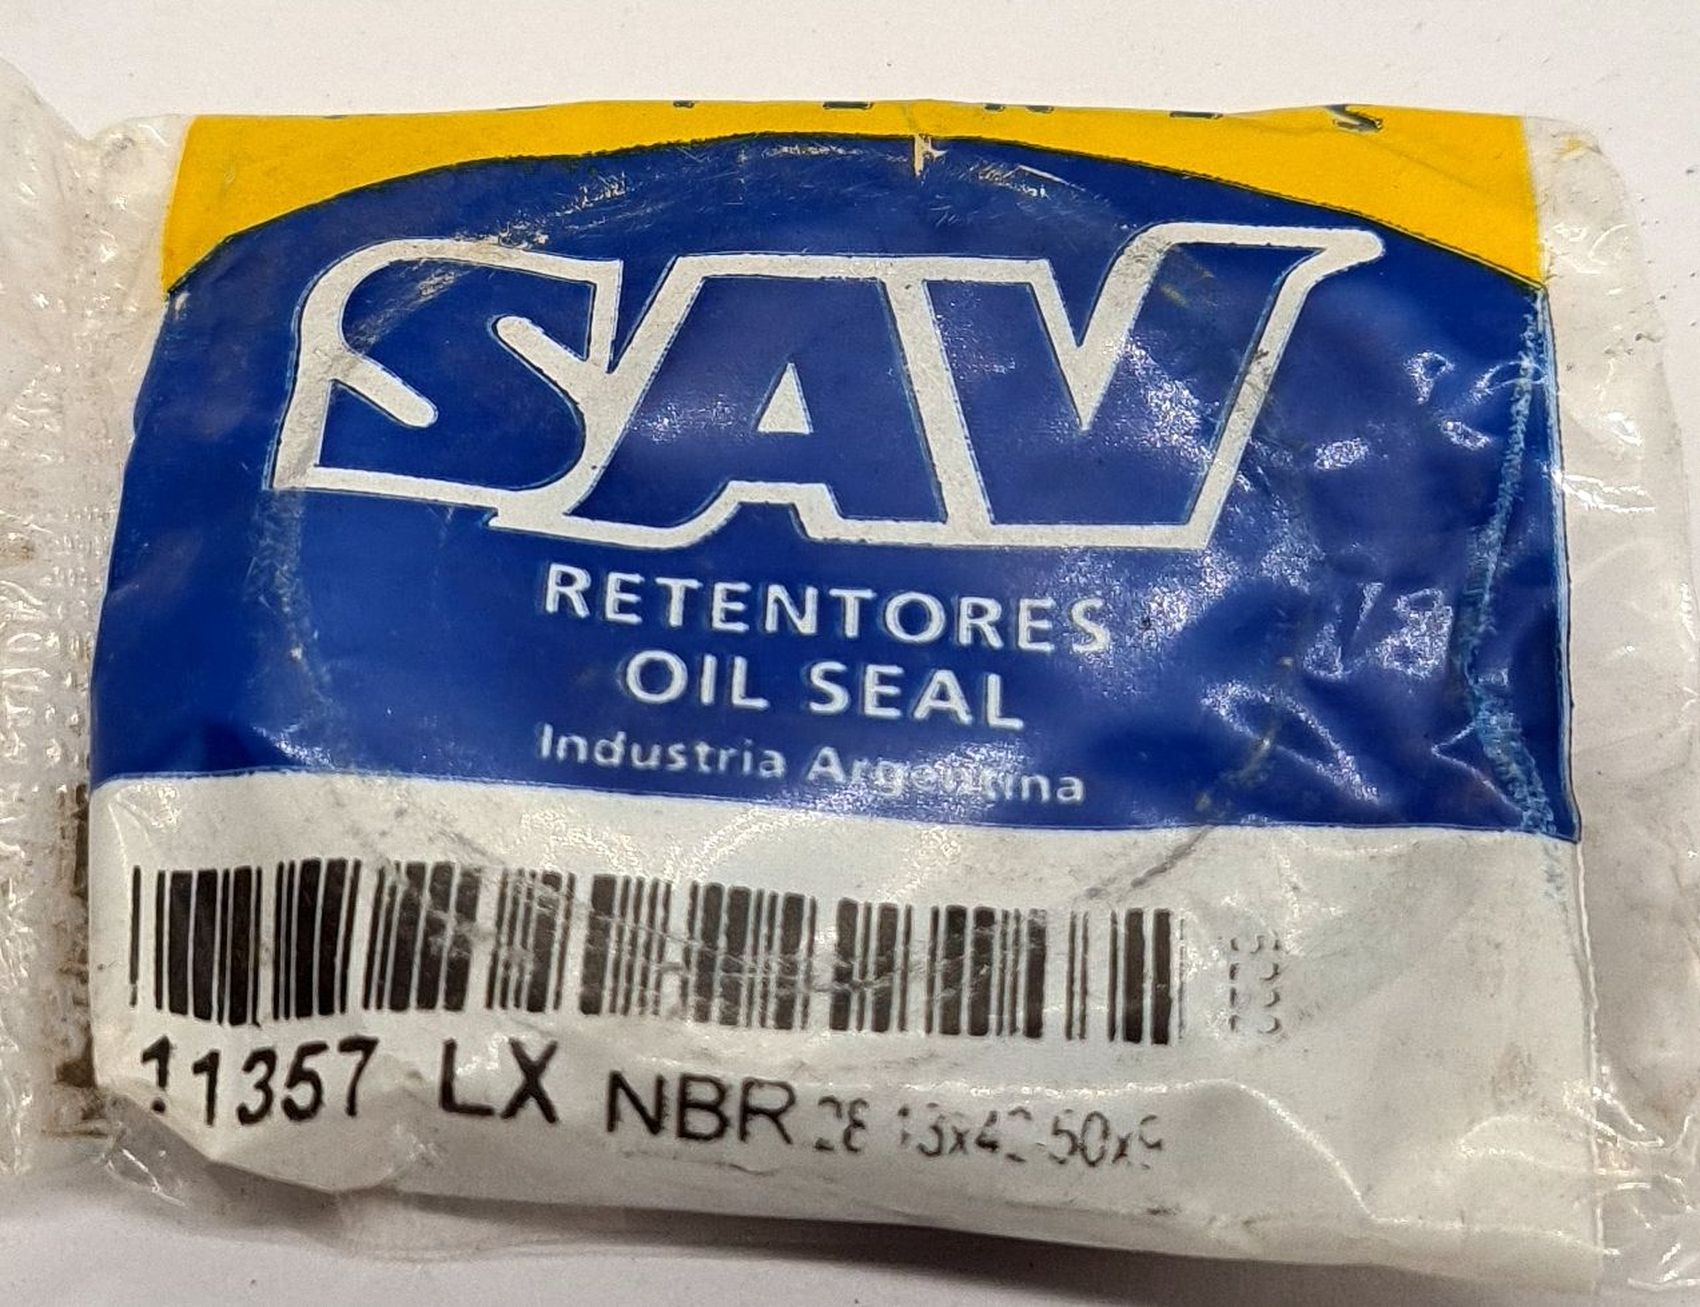 SAV
RETENTORES
OIL SEAL
Industria Argentina
11357 LX NBR